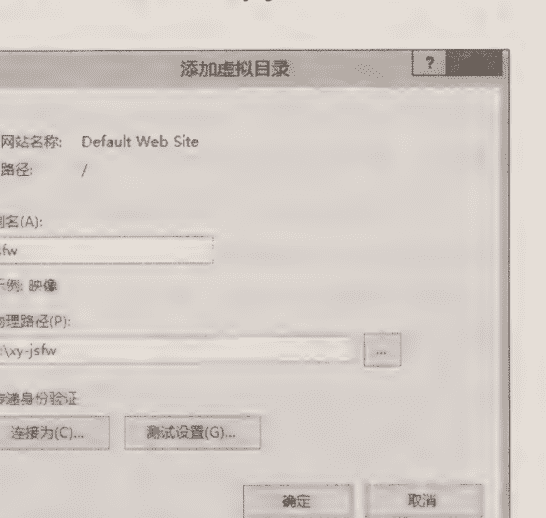 添加虚拟目录 ?
网站名称: Default Web Site
路径: /
别名(A):
sfw
示例: 映像
物理路径(P):
:\xy-jsfw ...
传递身份验证
连接为(C)... 测试设置(G)...
确定 取消